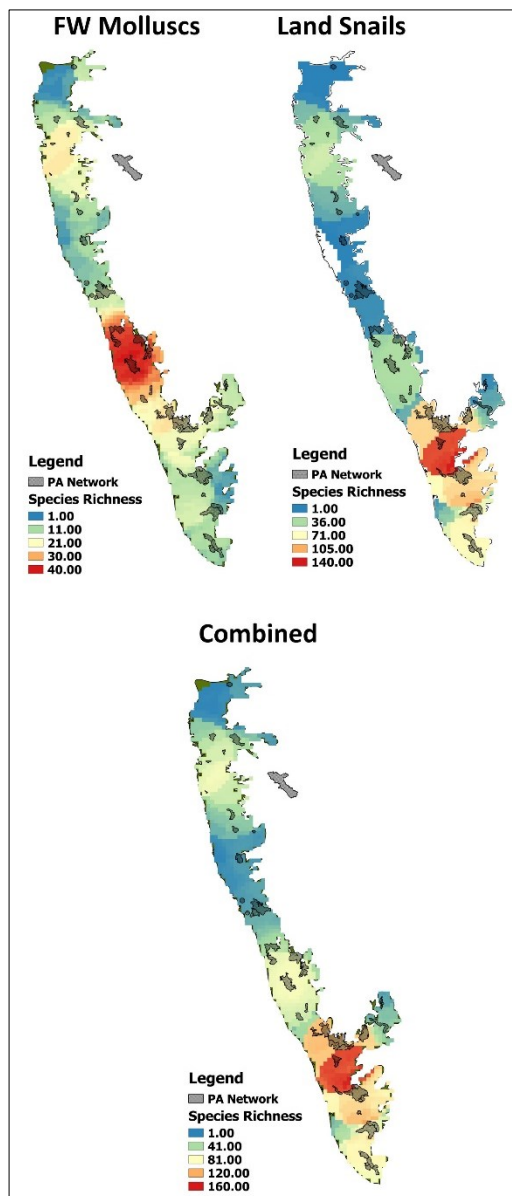 FW Molluscs
Land Snails
Legend
PA Network
Species Richness
1.00
11.00
21.00
30.00
40.00
Legend
PA Network
Species Richness
1.00
36.00
71.00
105.00
140.00
Combined
Legend
PA Network
Species Richness
1.00
41.00
81.00
120.00
160.00